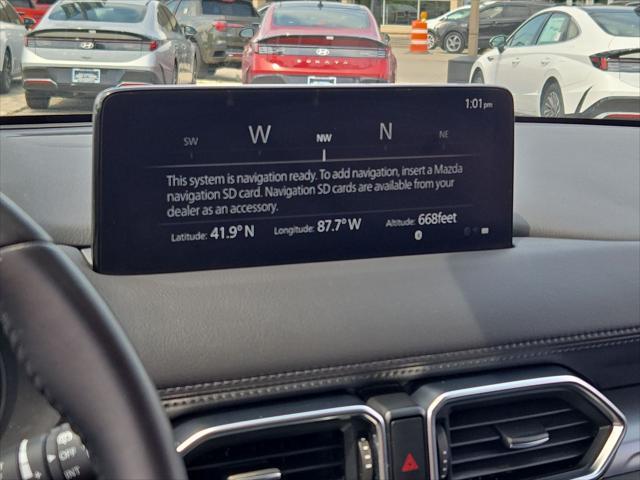 SONATA
1:01pm
SW W NW N NE
This system is navigation ready. To add navigation, insert a Mazda
navigation SD card. Navigation SD cards are available from your
dealer as an accessory.
Latitude: 41.9°N Longitude: 87.7°W Altitude: 668feet
OFF
INT